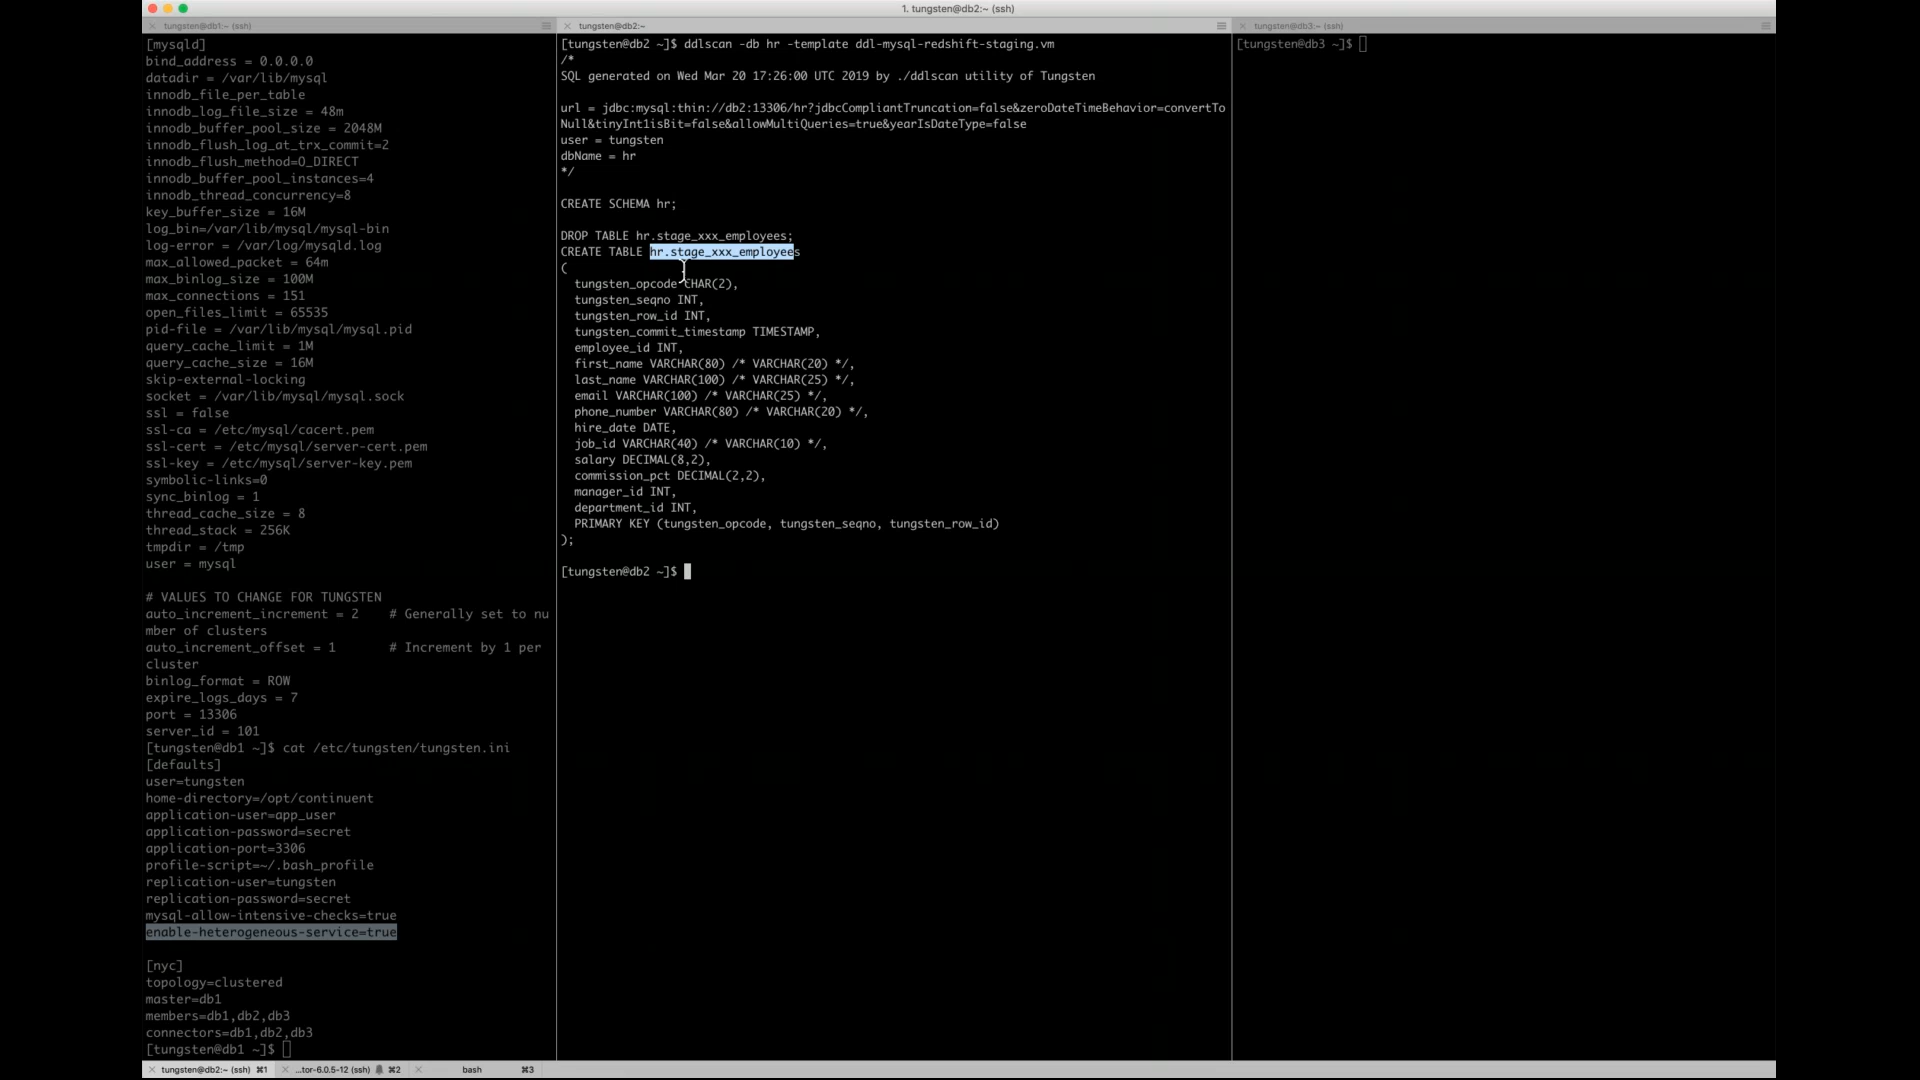 1. tungsten@db2:~ (ssh)
tungsten@db1:~ (ssh)
[mysqld]
bind_address = 0.0.0.0
datadir = /var/lib/mysql
innodb_file_per_table
innodb_log_file_size = 48m
innodb_buffer_pool_size = 2048M
innodb_flush_log_at_trx_commit=2
innodb_flush_method=O_DIRECT
innodb_buffer_pool_instances=4
innodb_thread_concurrency=8
key_buffer_size = 16M
log_bin=/var/lib/mysql/mysql-bin
log-error = /var/log/mysqld.log
max_allowed_packet = 64m
max_binlog_size = 100M
max_connections = 151
open_files_limit = 65535
pid-file = /var/lib/mysql/mysql.pid
query_cache_limit = 1M
query_cache_size = 16M
skip-external-locking
socket = /var/lib/mysql/mysql.sock
ssl = false
ssl-ca = /etc/mysql/cacert.pem
ssl-cert = /etc/mysql/server-cert.pem
ssl-key = /etc/mysql/server-key.pem
symbolic-links=0
sync_binlog = 1
thread_cache_size = 8
thread_stack = 256K
tmpdir = /tmp
user = mysql
# VALUES TO CHANGE FOR TUNGSTEN
auto_increment_increment = 2    # Generally set to nu
mber of clusters
auto_increment_offset = 1       # Increment by 1 per
cluster
binlog_format = ROW
expire_logs_days = 7
port = 13306
server_id = 101
[tungsten@db1 ~]$ cat /etc/tungsten/tungsten.ini
[defaults]
user=tungsten
home-directory=/opt/continuent
application-user=app_user
application-password=secret
application-port=3306
profile-script=~/.bash_profile
replication-user=tungsten
replication-password=secret
mysql-allow-intensive-checks=true
enable-heterogeneous-service=true
[nyc]
topology=clustered
master=db1
members=db1,db2,db3
connectors=db1,db2,db3
[tungsten@db1 ~]$
tungsten@db2:~
[tungsten@db2 ~]$ ddlscan -db hr -template ddl-mysql-redshift-staging.vm
/*
SQL generated on Wed Mar 20 17:26:00 UTC 2019 by ./ddlscan utility of Tungsten
url = jdbc:mysql:thin://db2:13306/hr?jdbcCompliantTruncation=false&zeroDateTimeBehavior=convertTo
Null&tinyInt1isBit=false&allowMultiQueries=true&yearIsDateType=false
user = tungsten
dbName = hr
*/
CREATE SCHEMA hr;
DROP TABLE hr.stage_xxx_employees;
CREATE TABLE hr.stage_xxx_employees
(
tungsten_opcode CHAR(2),
tungsten_seqno INT,
tungsten_row_id INT,
tungsten_commit_timestamp TIMESTAMP,
employee_id INT,
first_name VARCHAR(80) /* VARCHAR(20) */,
last_name VARCHAR(100) /* VARCHAR(25) */,
email VARCHAR(100) /* VARCHAR(25) */,
phone_number VARCHAR(80) /* VARCHAR(20) */,
hire_date DATE,
job_id VARCHAR(40) /* VARCHAR(10) */,
salary DECIMAL(8,2),
commission_pct DECIMAL(2,2),
manager_id INT,
department_id INT,
PRIMARY KEY (tungsten_opcode, tungsten_seqno, tungsten_row_id)
);
[tungsten@db2 ~]$
tungsten@db3:~ (ssh)
[tungsten@db3 ~]$
tungsten@db2:~ (ssh) ⌘1
...tor-6.0.5-12 (ssh) ⌘2
bash ⌘3